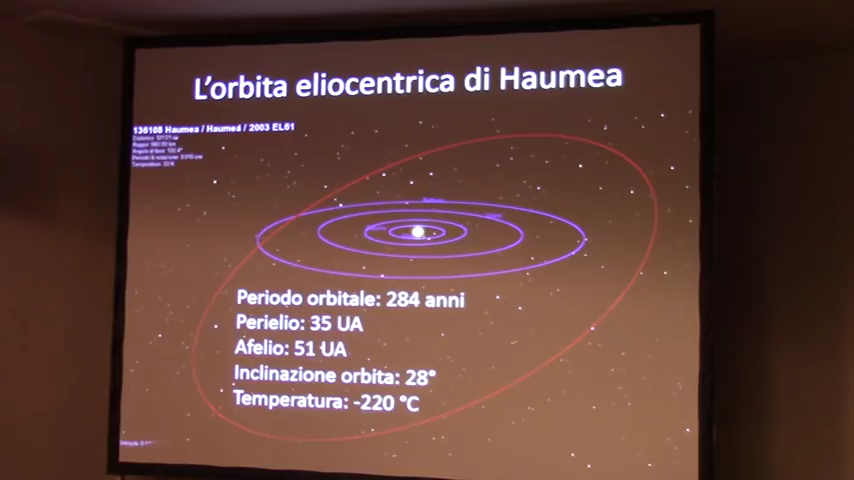 L'orbita eliocentrica di Haumea
136108 Haumea / Haumea / 2003 EL61
Periodo orbitale: 284 anni
Perielio: 35 UA
Afelio: 51 UA
Inclinazione orbita: 28°
Temperatura: -220 °C